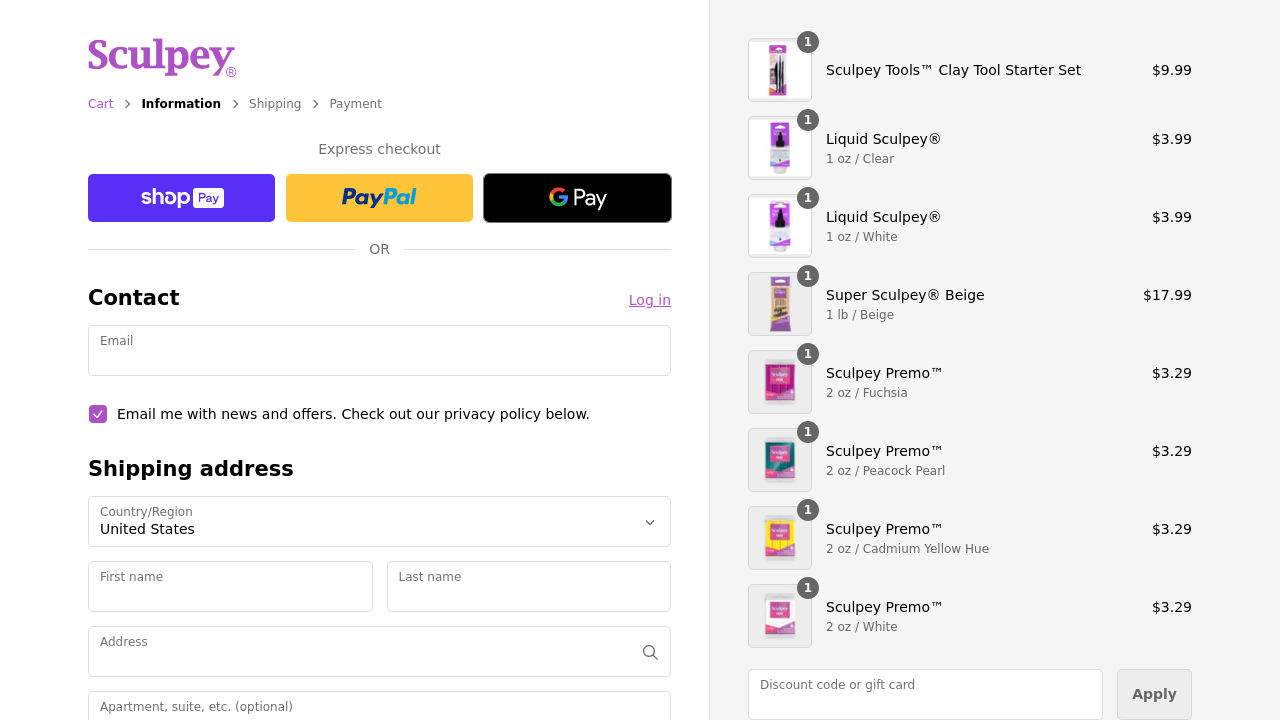 Sculpey®
Cart > Information > Shipping > Payment
Express checkout
shop Pay
PayPal
G Pay
OR
Contact
Log in
Email
Email me with news and offers. Check out our privacy policy below.
Shipping address
Country/Region
United States
First name
Last name
Address
Apartment, suite, etc. (optional)
1
Sculpey Tools™ Clay Tool Starter Set
$9.99
1
Liquid Sculpey®
1 oz / Clear
$3.99
1
Liquid Sculpey®
1 oz / White
$3.99
1
Super Sculpey® Beige
1 lb / Beige
$17.99
1
Sculpey Premo™
2 oz / Fuchsia
$3.29
1
Sculpey Premo™
2 oz / Peacock Pearl
$3.29
1
Sculpey Premo™
2 oz / Cadmium Yellow Hue
$3.29
1
Sculpey Premo™
2 oz / White
$3.29
Discount code or gift card
Apply